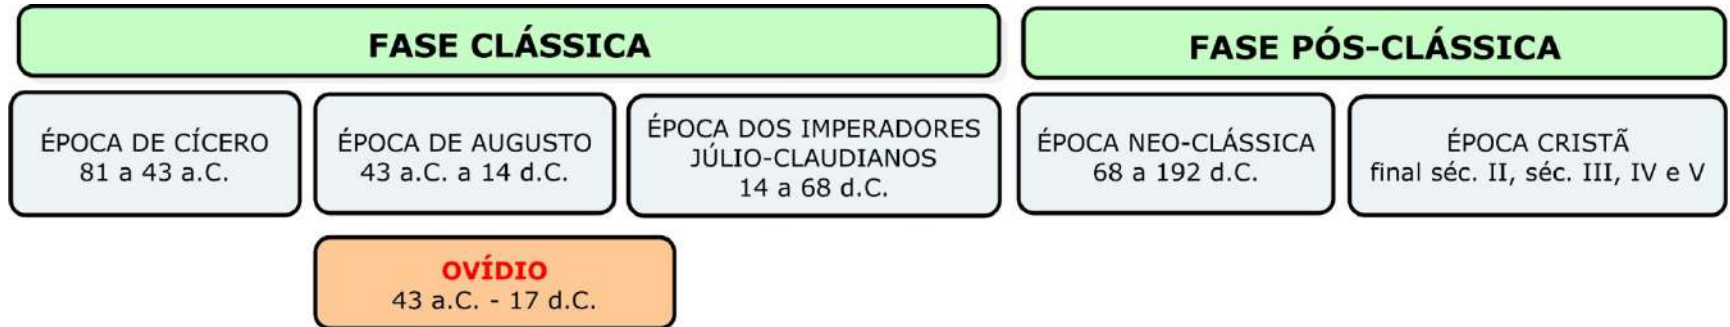 FASE CLÁSSICA
FASE PÓS-CLÁSSICA
ÉPOCA DE CÍCERO
81 a 43 a.C.
ÉPOCA DE AUGUSTO
43 a.C. a 14 d.C.
ÉPOCA DOS IMPERADORES
JÚLIO-CLAUDIANOS
14 a 68 d.C.
ÉPOCA NEO-CLÁSSICA
68 a 192 d.C.
ÉPOCA CRISTÃ
final séc. II, séc. III, IV e V
OVÍDIO
43 a.C. - 17 d.C.